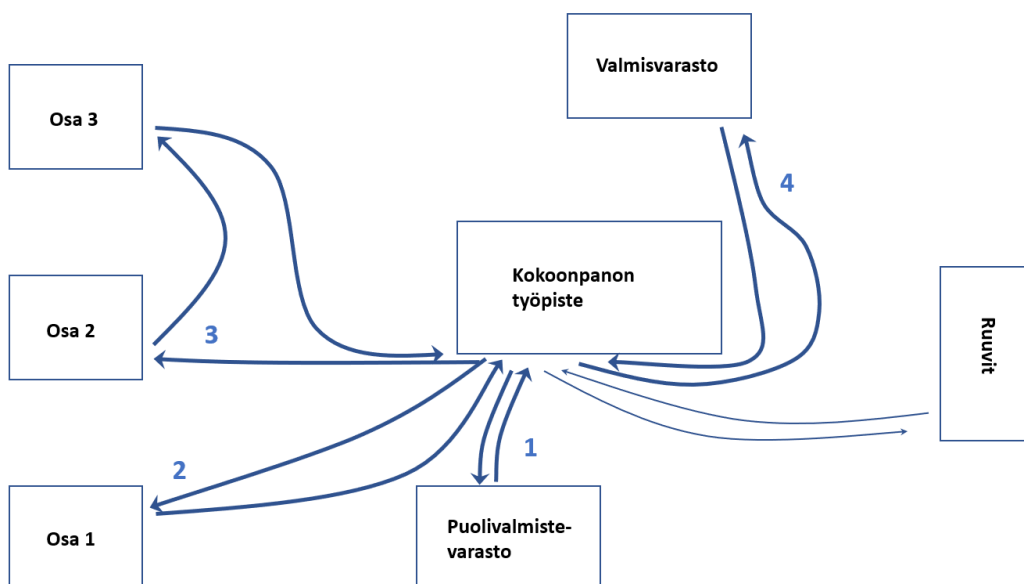 Valmisvarasto
Osa 3
4
Kokoonpanon
työpiste
Ruuvit
Osa 2
3
2
1
Osa 1
Puolivalmiste-
varasto